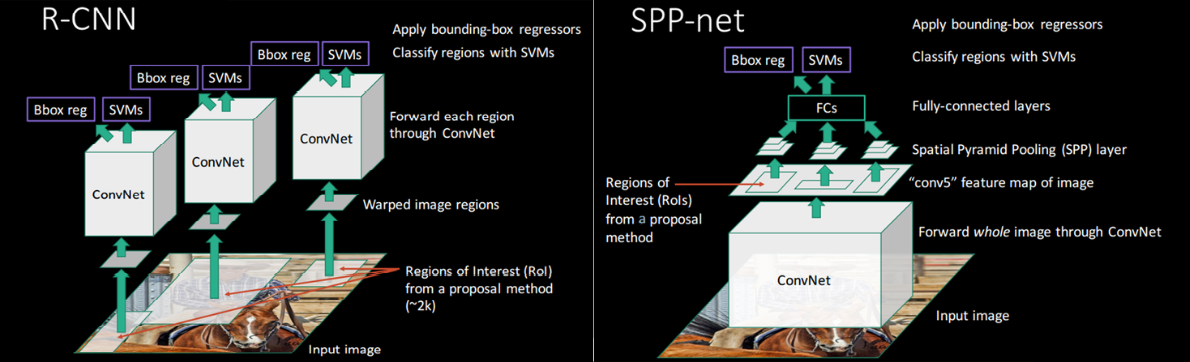 R-CNN
Apply bounding-box regressors
Bbox reg SVMs
Classify regions with SVMs
Bbox reg SVMs
Bbox reg SVMs
Forward each region
through ConvNet
ConvNet
ConvNet
ConvNet
Warped image regions
Regions of Interest (RoI)
from a proposal method
(~2k)
Input image
SPP-net
Apply bounding-box regressors
Bbox reg SVMs
Classify regions with SVMs
FCs
Fully-connected layers
Spatial Pyramid Pooling (SPP) layer
Regions of
Interest (RoIs)
from a proposal
method
"conv5" feature map of image
Forward whole image through ConvNet
ConvNet
Input image